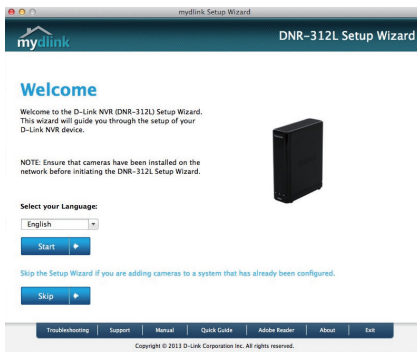 mydlink Setup Wizard
mydlink
DNR-312L Setup Wizard
Welcome
Welcome to the D-Link NVR (DNR-312L) Setup Wizard.
This wizard will guide you through the setup of your
D-Link NVR device.
NOTE: Ensure that cameras have been installed on the
network before initiating the DNR-312L Setup Wizard.
Select your Language:
English
Start
Skip the Setup Wizard if you are adding cameras to a system that has already been configured.
Skip
Troubleshooting Support Manual Quick Guide Adobe Reader About Exit
Copyright © 2013 D-Link Corporation Inc. All rights reserved.